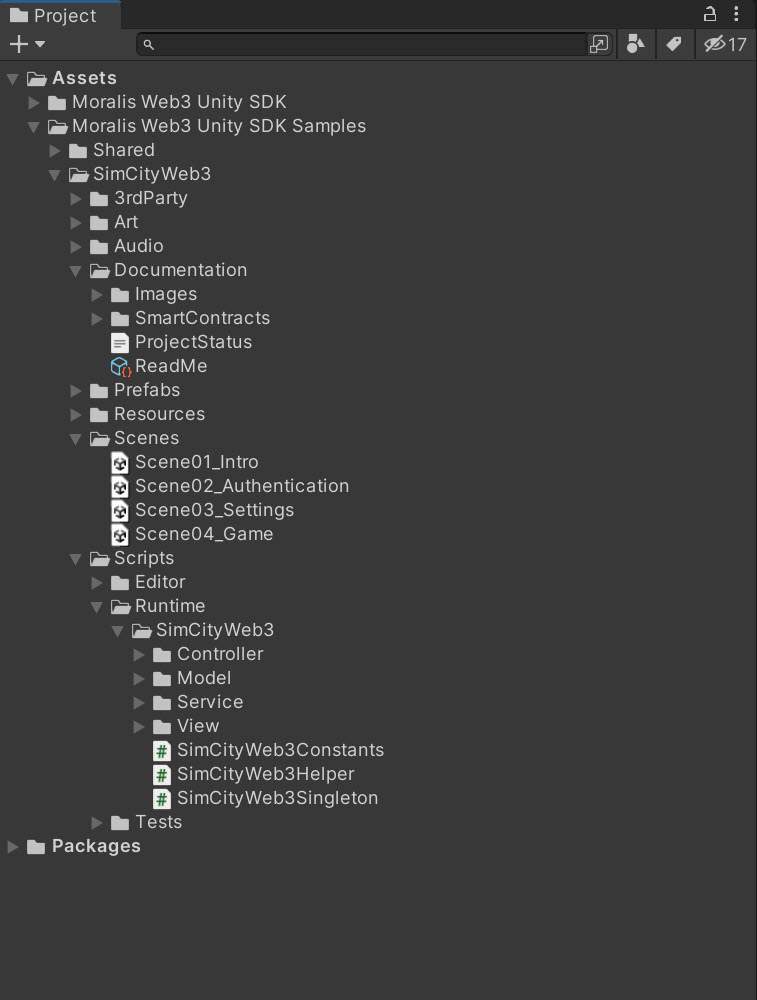 Project
17
Assets
Moralis Web3 Unity SDK
Moralis Web3 Unity SDK Samples
Shared
SimCityWeb3
3rdParty
Art
Audio
Documentation
Images
SmartContracts
ProjectStatus
ReadMe
Prefabs
Resources
Scenes
Scene01_Intro
Scene02_Authentication
Scene03_Settings
Scene04_Game
Scripts
Editor
Runtime
SimCityWeb3
Controller
Model
Service
View
SimCityWeb3Constants
SimCityWeb3Helper
SimCityWeb3Singleton
Tests
Packages